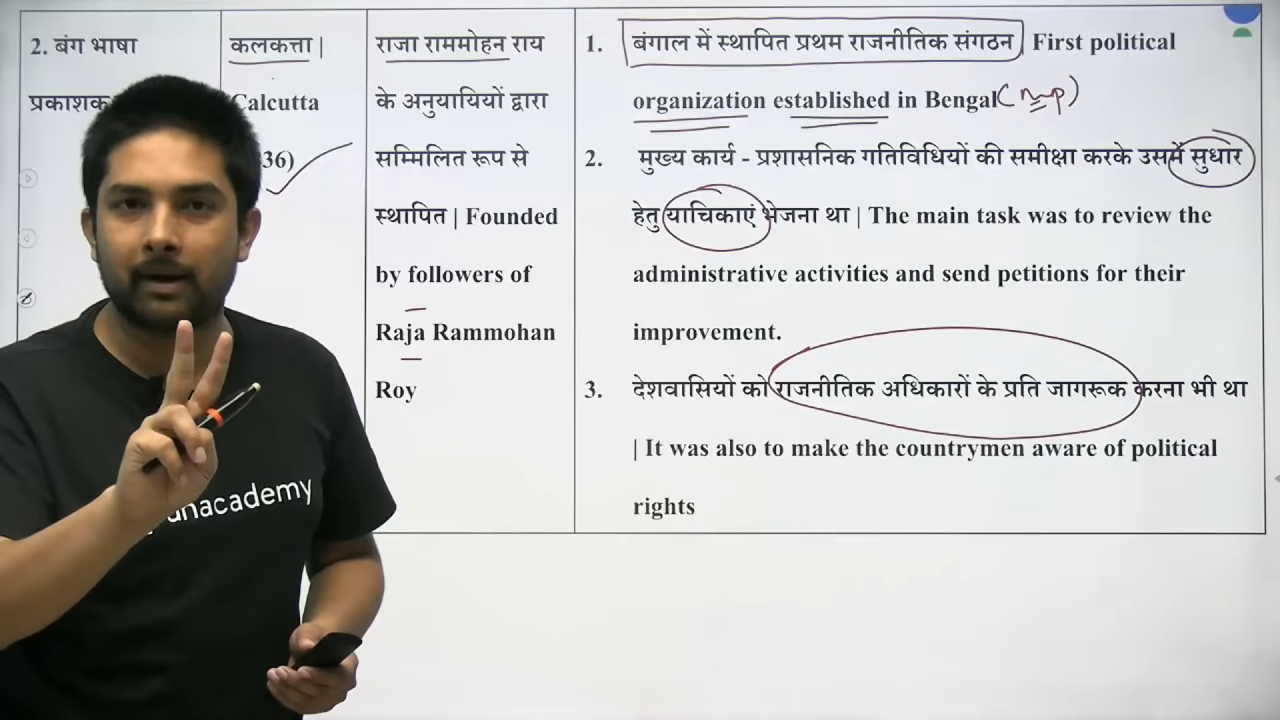 2. बंग भाषा
प्रकाशक
कलकत्ता |
Calcutta
36)
राजा राममोहन राय
के अनुयायियों द्वारा
सम्मिलित रूप से
स्थापित | Founded
by followers of
Raja Rammohan
Roy
1. बंगाल में स्थापित प्रथम राजनीतिक संगठन | First political
organization established in Bengal
2. मुख्य कार्य - प्रशासनिक गतिविधियों की समीक्षा करके उसमें सुधार
हेतु याचिकाएं भेजना था | The main task was to review the
administrative activities and send petitions for their
improvement.
3. देशवासियों को राजनीतिक अधिकारों के प्रति जागरूक करना भी था
| It was also to make the countrymen aware of political
rights
unacademy